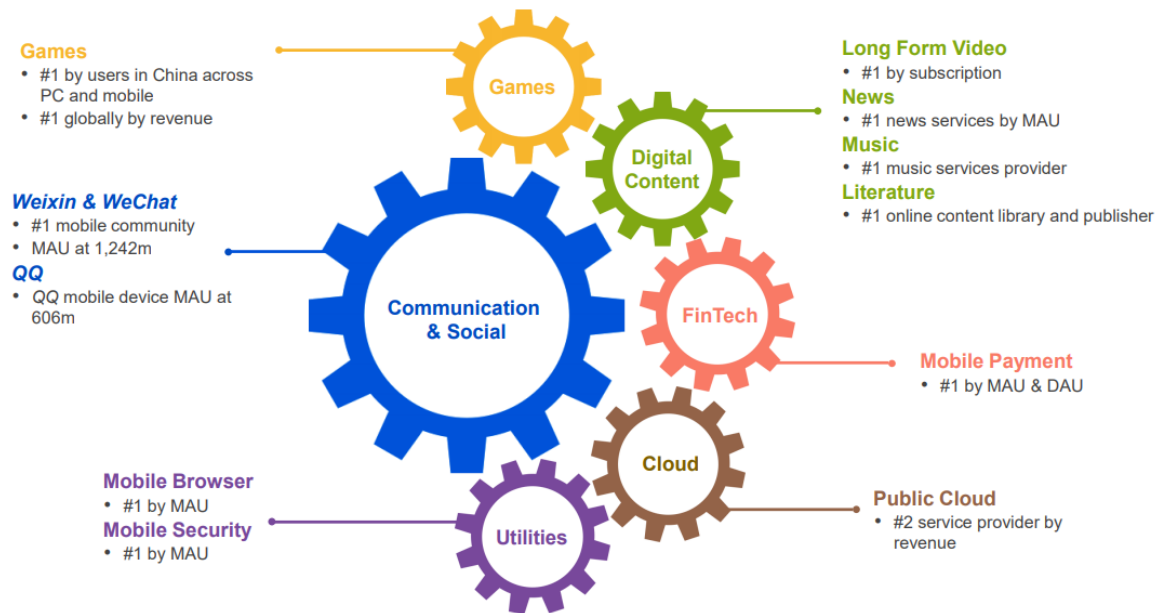 Games
• #1 by users in China across
PC and mobile
• #1 globally by revenue
Games
Long Form Video
• #1 by subscription
News
• #1 news services by MAU
Music
• #1 music services provider
Literature
• #1 online content library and publisher
Digital
Content
Weixin & WeChat
• #1 mobile community
• MAU at 1,242m
QQ
• QQ mobile device MAU at
606m
Communication
& Social
FinTech
Mobile Payment
• #1 by MAU & DAU
Cloud
Public Cloud
• #2 service provider by
revenue
Mobile Browser
• #1 by MAU
Mobile Security
• #1 by MAU
Utilities